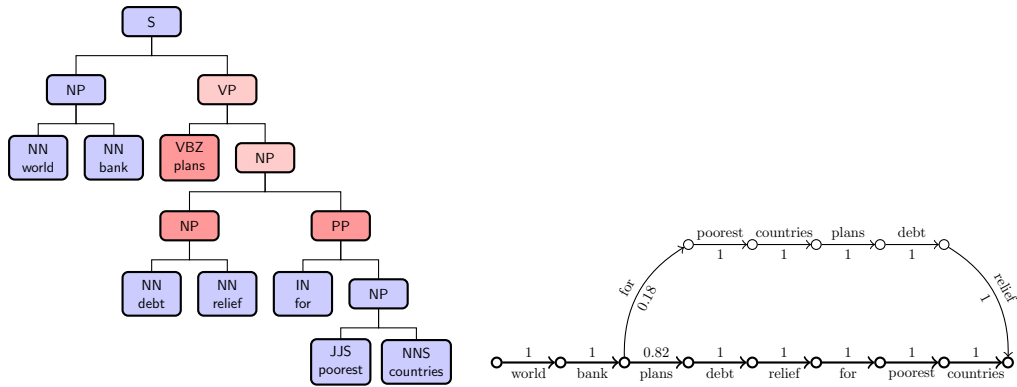 S
NP VP
NN world
NN bank
VBZ plans
NP
NP PP
NN debt
NN relief
IN for
NP
JJS poorest
NNS countries
poorest countries plans debt
1 1 1 1
for 0.18
relief 1
1 1 0.82 1 1 1 1 1
world bank plans debt relief for poorest countries